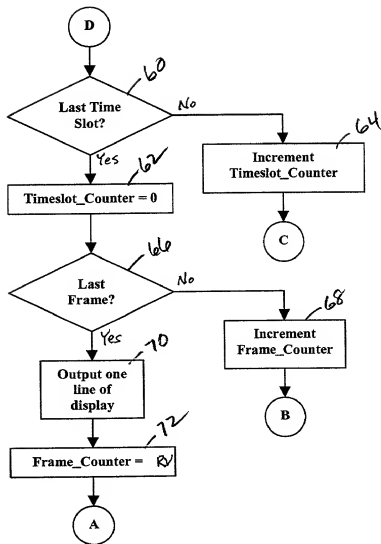 D
60
Last Time
Slot?
No
64
Yes
62
Increment
Timeslot_Counter
Timeslot_Counter = 0
C
66
Last
Frame?
No
68
Yes
70
Increment
Frame_Counter
Output one
line of
display
B
72
Frame_Counter =
A